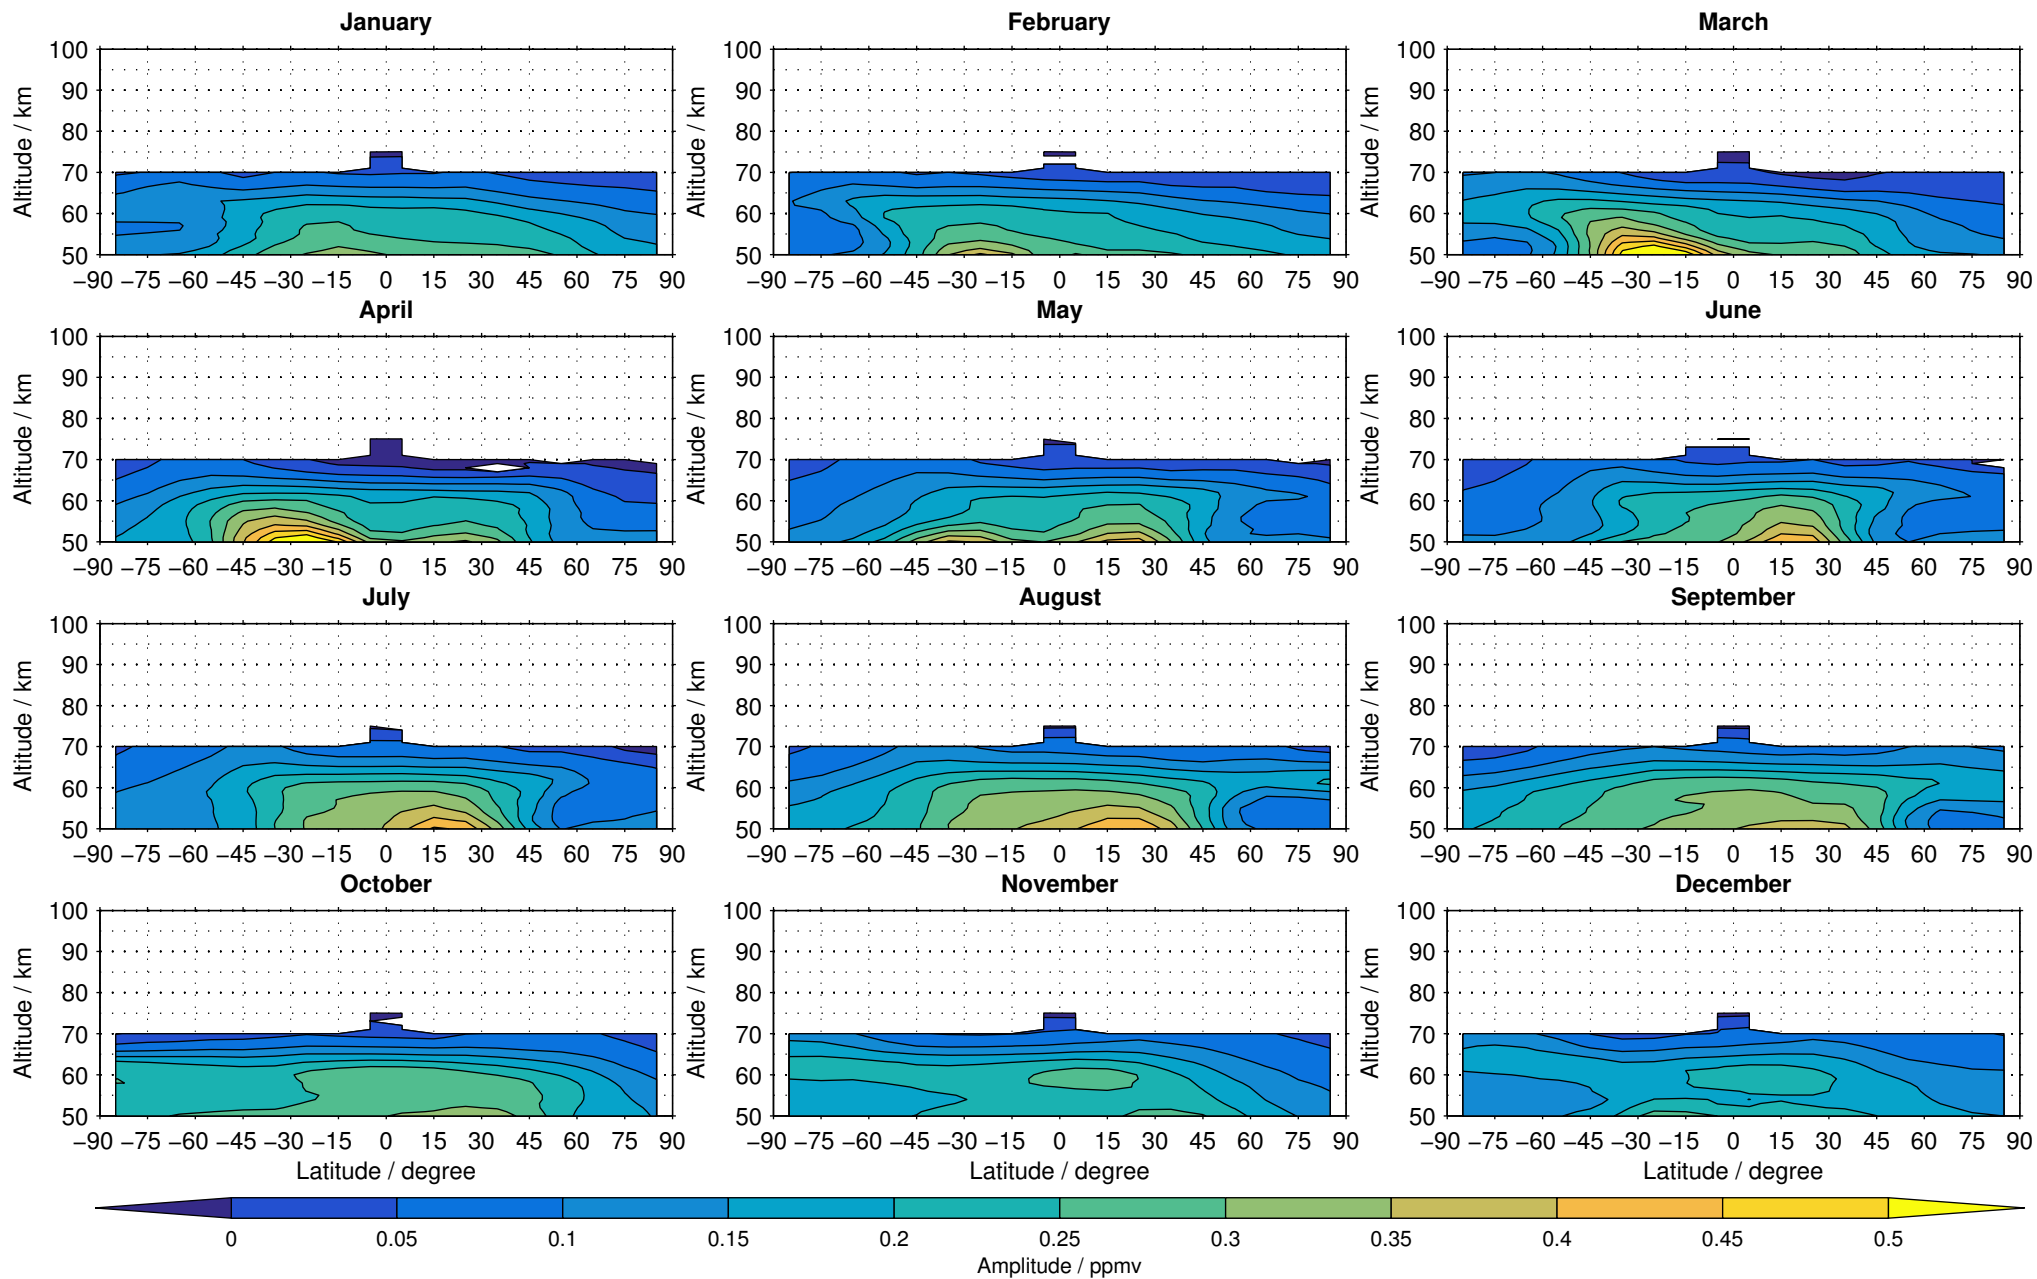 January February March
100 100 100
Altitude / km Altitude / km Altitude / km
90 90 90
80 80 80
70 70 70
60 60 60
50 50 50
−90 −75 −60 −45 −30 −15 0 15 30 45 60 75 90 −90 −75 −60 −45 −30 −15 0 15 30 45 60 75 90 −90 −75 −60 −45 −30 −15 0 15 30 45 60 75 90
April May June
100 100 100
Altitude / km Altitude / km Altitude / km
90 90 90
80 80 80
70 70 70
60 60 60
50 50 50
−90 −75 −60 −45 −30 −15 0 15 30 45 60 75 90 −90 −75 −60 −45 −30 −15 0 15 30 45 60 75 90 −90 −75 −60 −45 −30 −15 0 15 30 45 60 75 90
July August September
100 100 100
Altitude / km Altitude / km Altitude / km
90 90 90
80 80 80
70 70 70
60 60 60
50 50 50
−90 −75 −60 −45 −30 −15 0 15 30 45 60 75 90 −90 −75 −60 −45 −30 −15 0 15 30 45 60 75 90 −90 −75 −60 −45 −30 −15 0 15 30 45 60 75 90
October November December
100 100 100
Altitude / km Altitude / km Altitude / km
90 90 90
80 80 80
70 70 70
60 60 60
50 50 50
−90 −75 −60 −45 −30 −15 0 15 30 45 60 75 90 −90 −75 −60 −45 −30 −15 0 15 30 45 60 75 90 −90 −75 −60 −45 −30 −15 0 15 30 45 60 75 90
Latitude / degree Latitude / degree Latitude / degree
0 0.05 0.1 0.15 0.2 0.25 0.3 0.35 0.4 0.45 0.5
Amplitude / ppmv